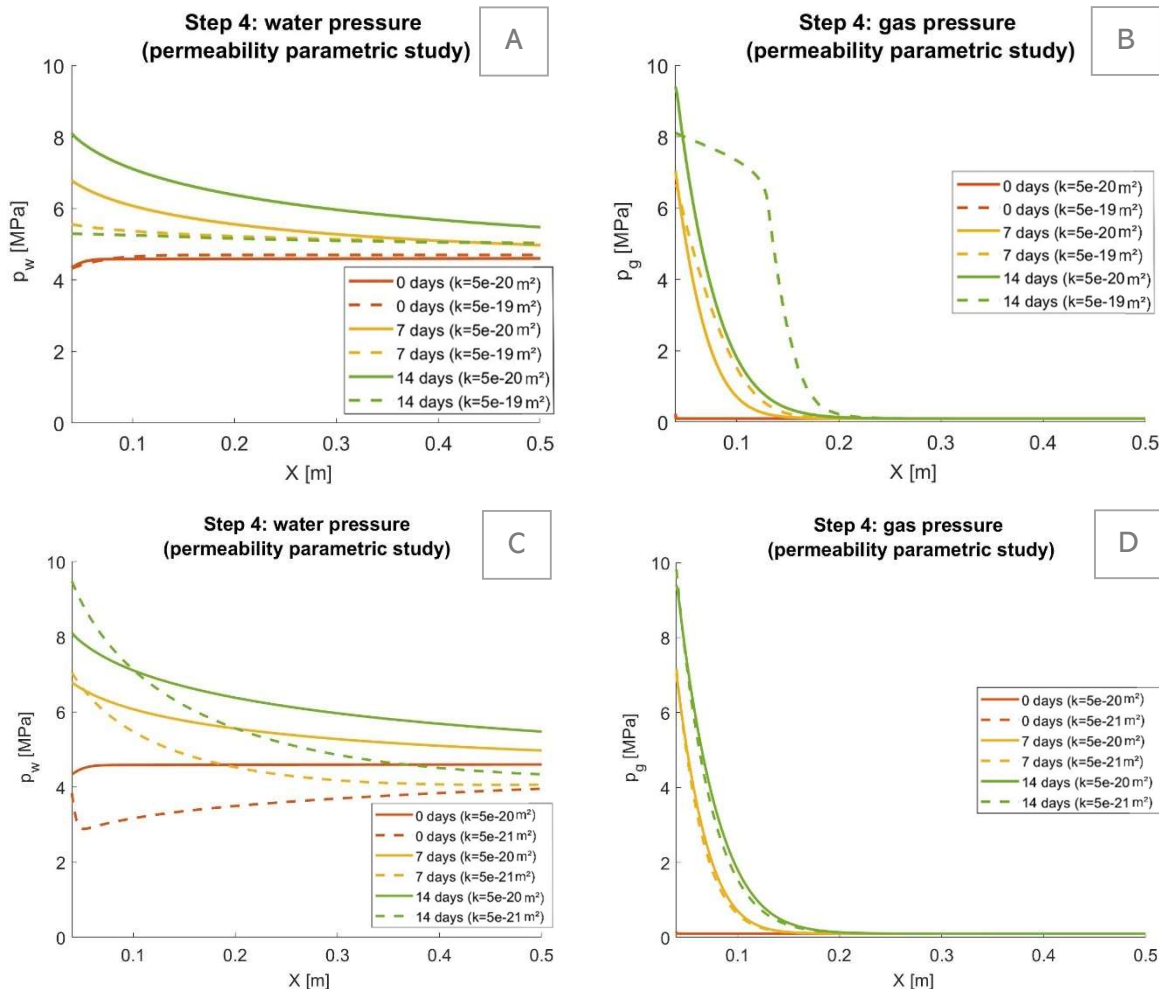 Step 4: water pressure
(permeability parametric study)
A
10
8
6
4
2
0
p_w [MPa]
0.1
0.2
0.3
0.4
0.5
X [m]
0 days (k=5e-20 m²)
0 days (k=5e-19 m²)
7 days (k=5e-20 m²)
7 days (k=5e-19 m²)
14 days (k=5e-20 m²)
14 days (k=5e-19 m²)
Step 4: gas pressure
(permeability parametric study)
B
10
8
6
4
2
0
p_g [MPa]
0.1
0.2
0.3
0.4
0.5
X [m]
0 days (k=5e-20 m²)
0 days (k=5e-19 m²)
7 days (k=5e-20 m²)
7 days (k=5e-19 m²)
14 days (k=5e-20 m²)
14 days (k=5e-19 m²)
Step 4: water pressure
(permeability parametric study)
C
10
8
6
4
2
0
p_w [MPa]
0.1
0.2
0.3
0.4
0.5
X [m]
0 days (k=5e-20 m²)
0 days (k=5e-21 m²)
7 days (k=5e-20 m²)
7 days (k=5e-21 m²)
14 days (k=5e-20 m²)
14 days (k=5e-21 m²)
Step 4: gas pressure
(permeability parametric study)
D
10
8
6
4
2
0
p_g [MPa]
0.1
0.2
0.3
0.4
0.5
X [m]
0 days (k=5e-20 m²)
0 days (k=5e-21 m²)
7 days (k=5e-20 m²)
7 days (k=5e-21 m²)
14 days (k=5e-20 m²)
14 days (k=5e-21 m²)